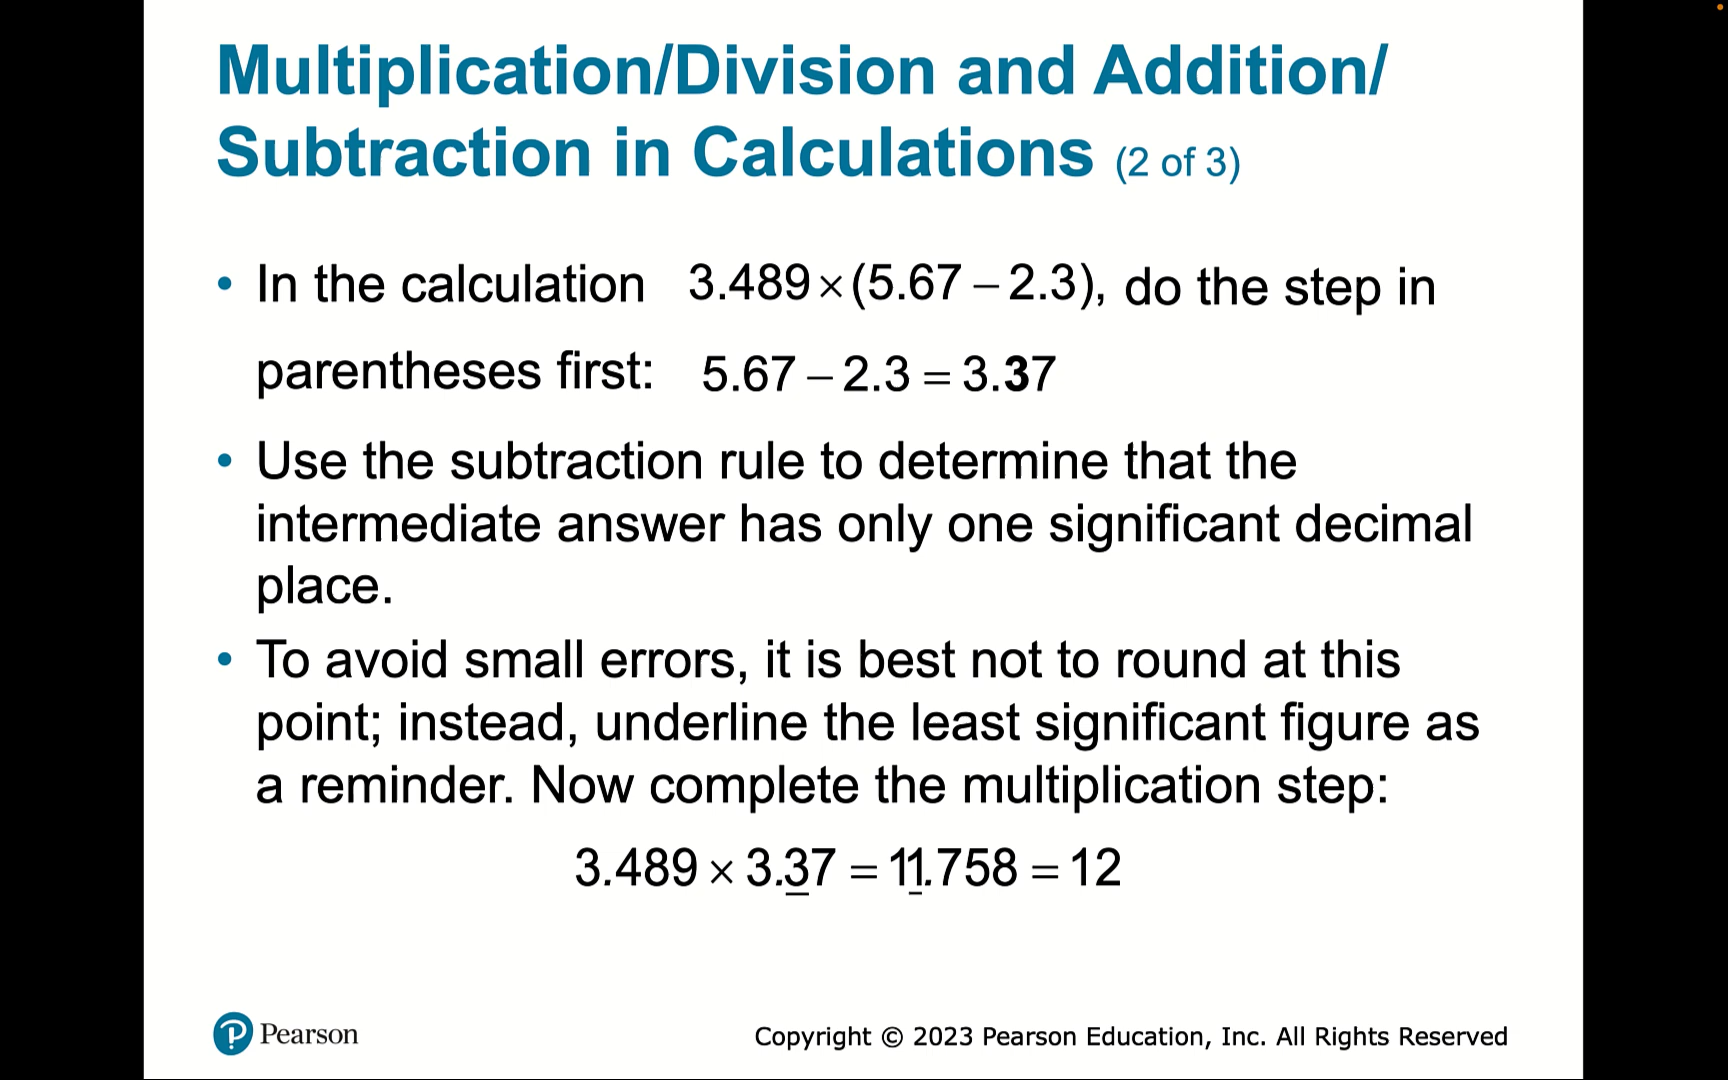 Multiplication/Division and Addition/
Subtraction in Calculations (2 of 3)
• In the calculation 3.489×(5.67 – 2.3), do the step in
parentheses first: 5.67 – 2.3 = 3.37
• Use the subtraction rule to determine that the
intermediate answer has only one significant decimal
place.
• To avoid small errors, it is best not to round at this
point; instead, underline the least significant figure as
a reminder. Now complete the multiplication step:
3.489 × 3.37 = 11.758 = 12
P Pearson
Copyright © 2023 Pearson Education, Inc. All Rights Reserved